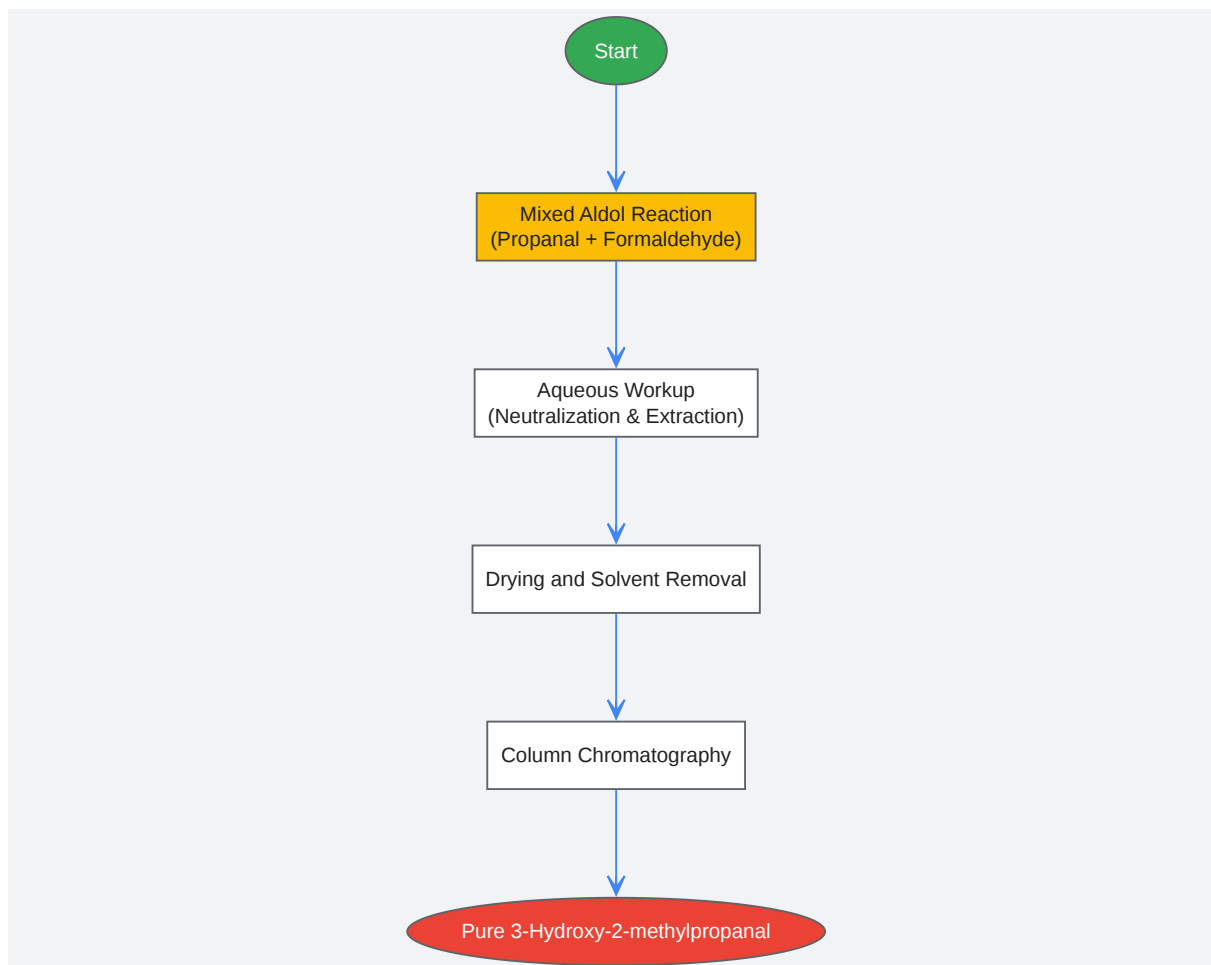 Start
Mixed Aldol Reaction
(Propanal + Formaldehyde)
Aqueous Workup
(Neutralization & Extraction)
Drying and Solvent Removal
Column Chromatography
Pure 3-Hydroxy-2-methylpropanal